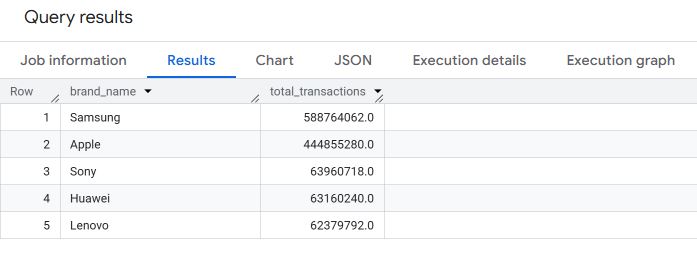 Query results
Job information Results Chart JSON Execution details Execution graph
Row brand_name total_transactions
1 Samsung 588764062.0
2 Apple 444855280.0
3 Sony 63960718.0
4 Huawei 63160240.0
5 Lenovo 62379792.0